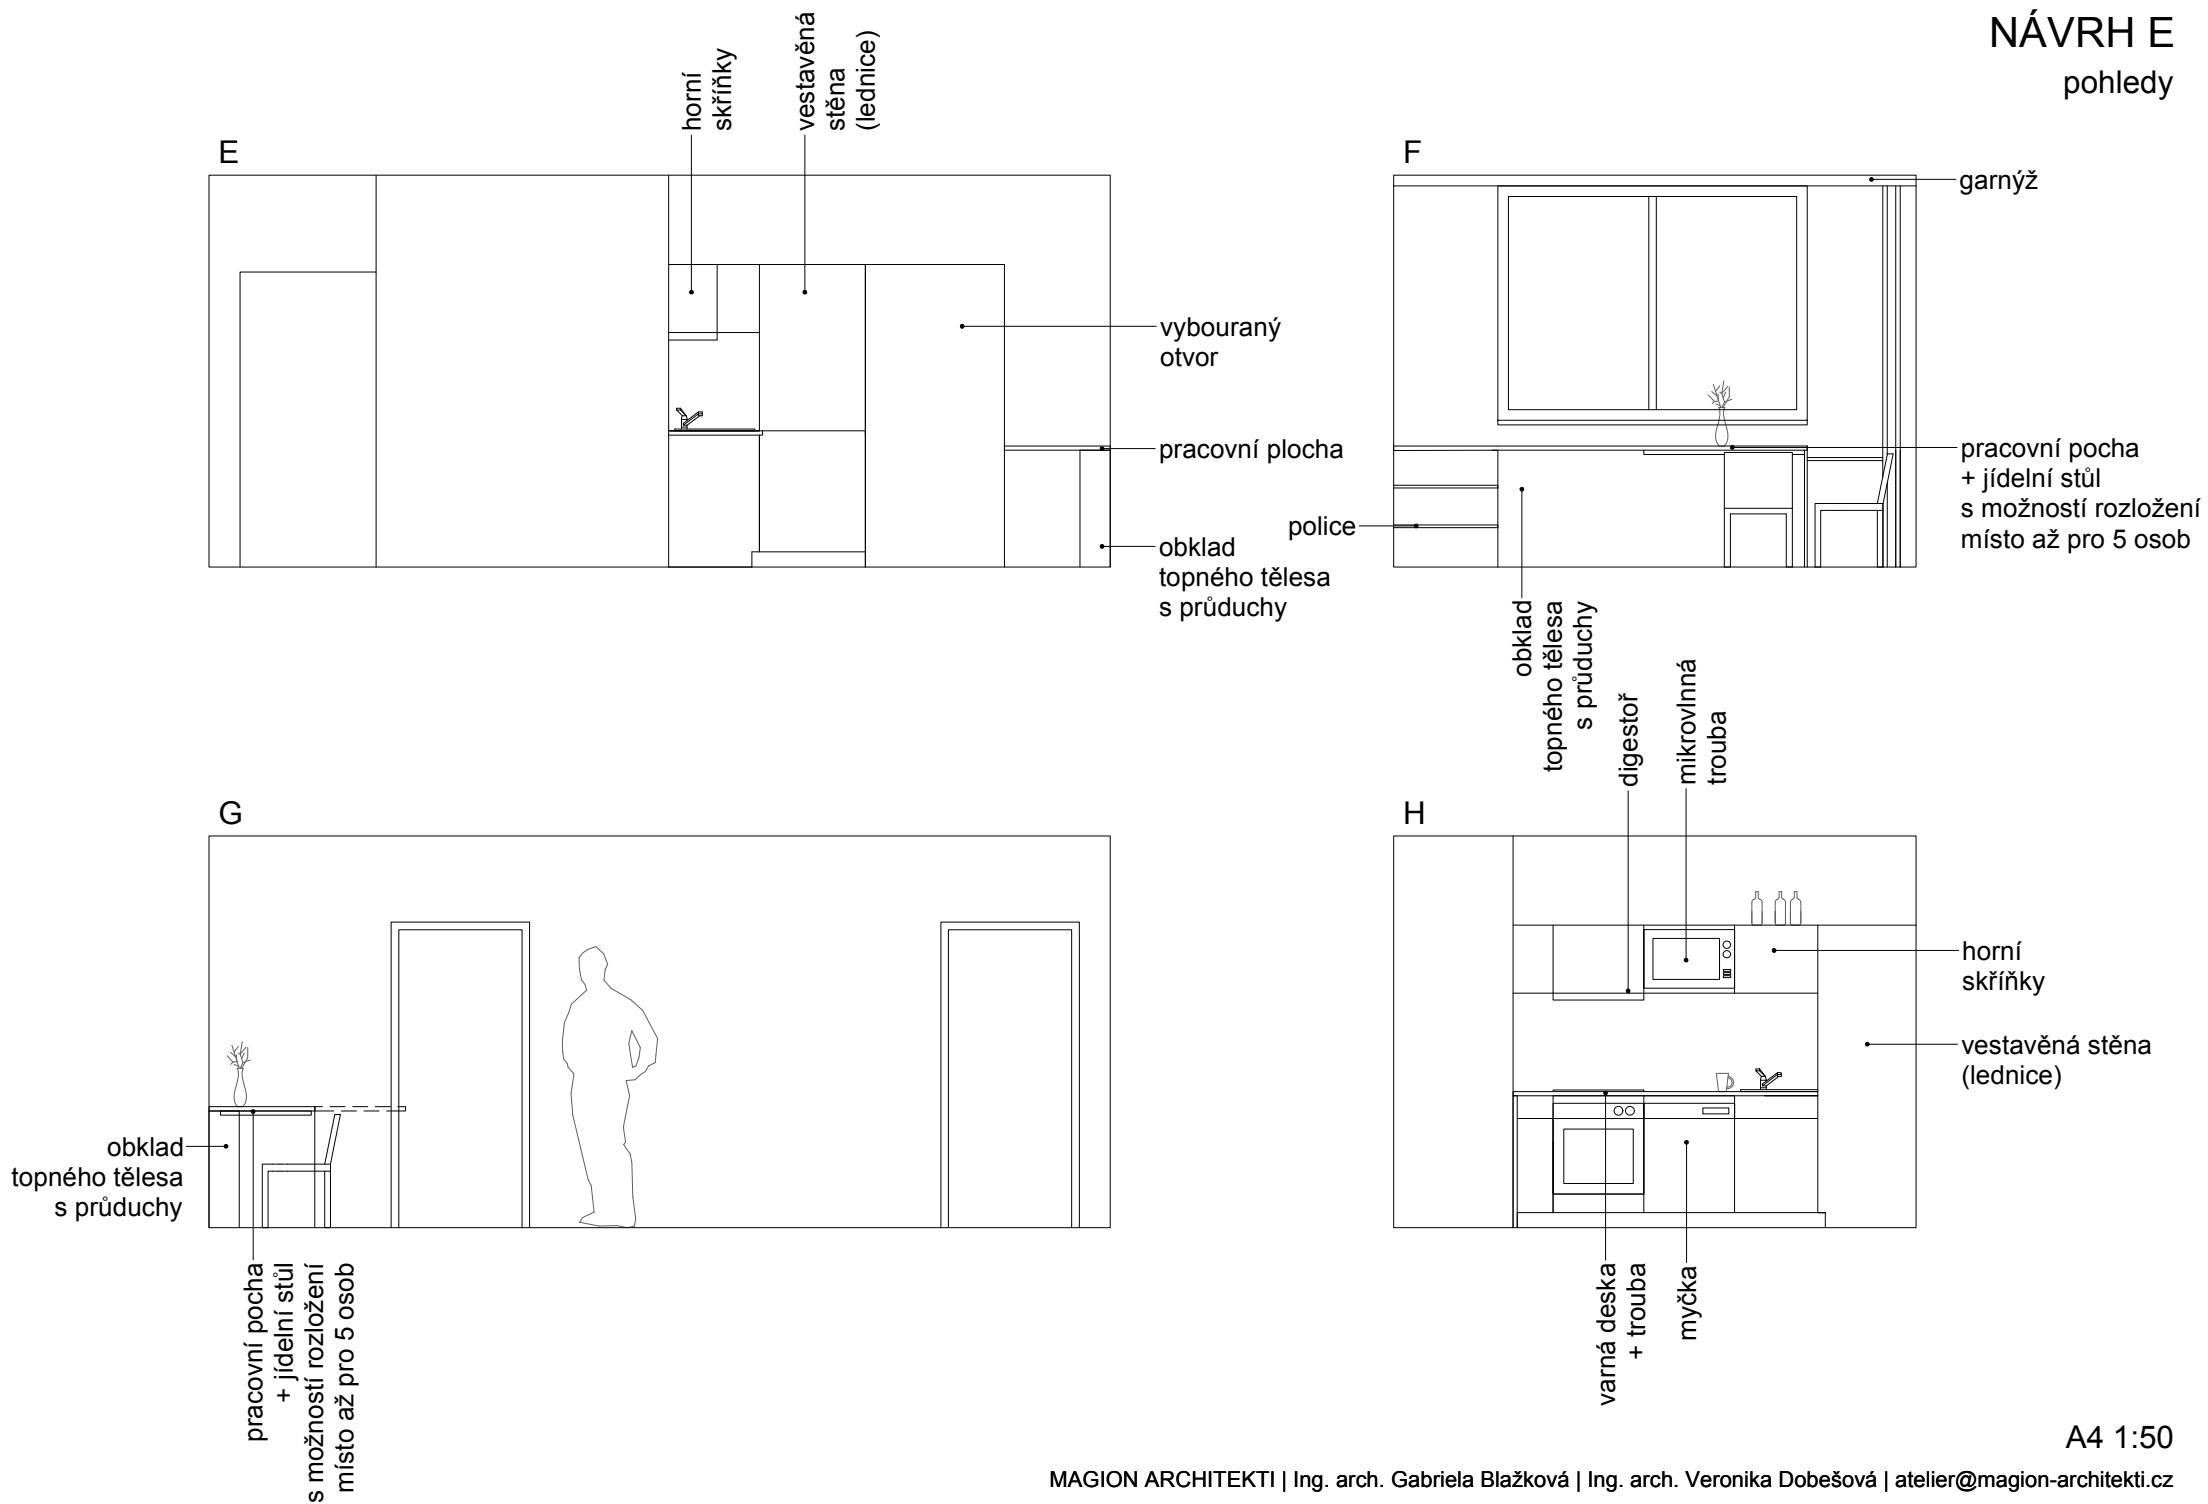 NÁVRH E
pohledy
E
horní
skříňky
vestavěná
stěna
(lednice)
vybouraný
otvor
pracovní plocha
obklad
topného tělesa
s průduchy
F
garnýž
pracovní pocha
+ jídelní stůl
s možností rozložení
místo až pro 5 osob
police
obklad
topného tělesa
s průduchy
G
obklad
topného tělesa
s průduchy
pracovní pocha
+ jídelní stůl
s možností rozložení
místo až pro 5 osob
H
digestoř
mikrovlnná
trouba
horní
skříňky
vestavěná stěna
(lednice)
varná deska
+ trouba
myčka
A4 1:50
MAGION ARCHITEKTI | Ing. arch. Gabriela Blažková | Ing. arch. Veronika Dobešová | atelier@magion-architekti.cz